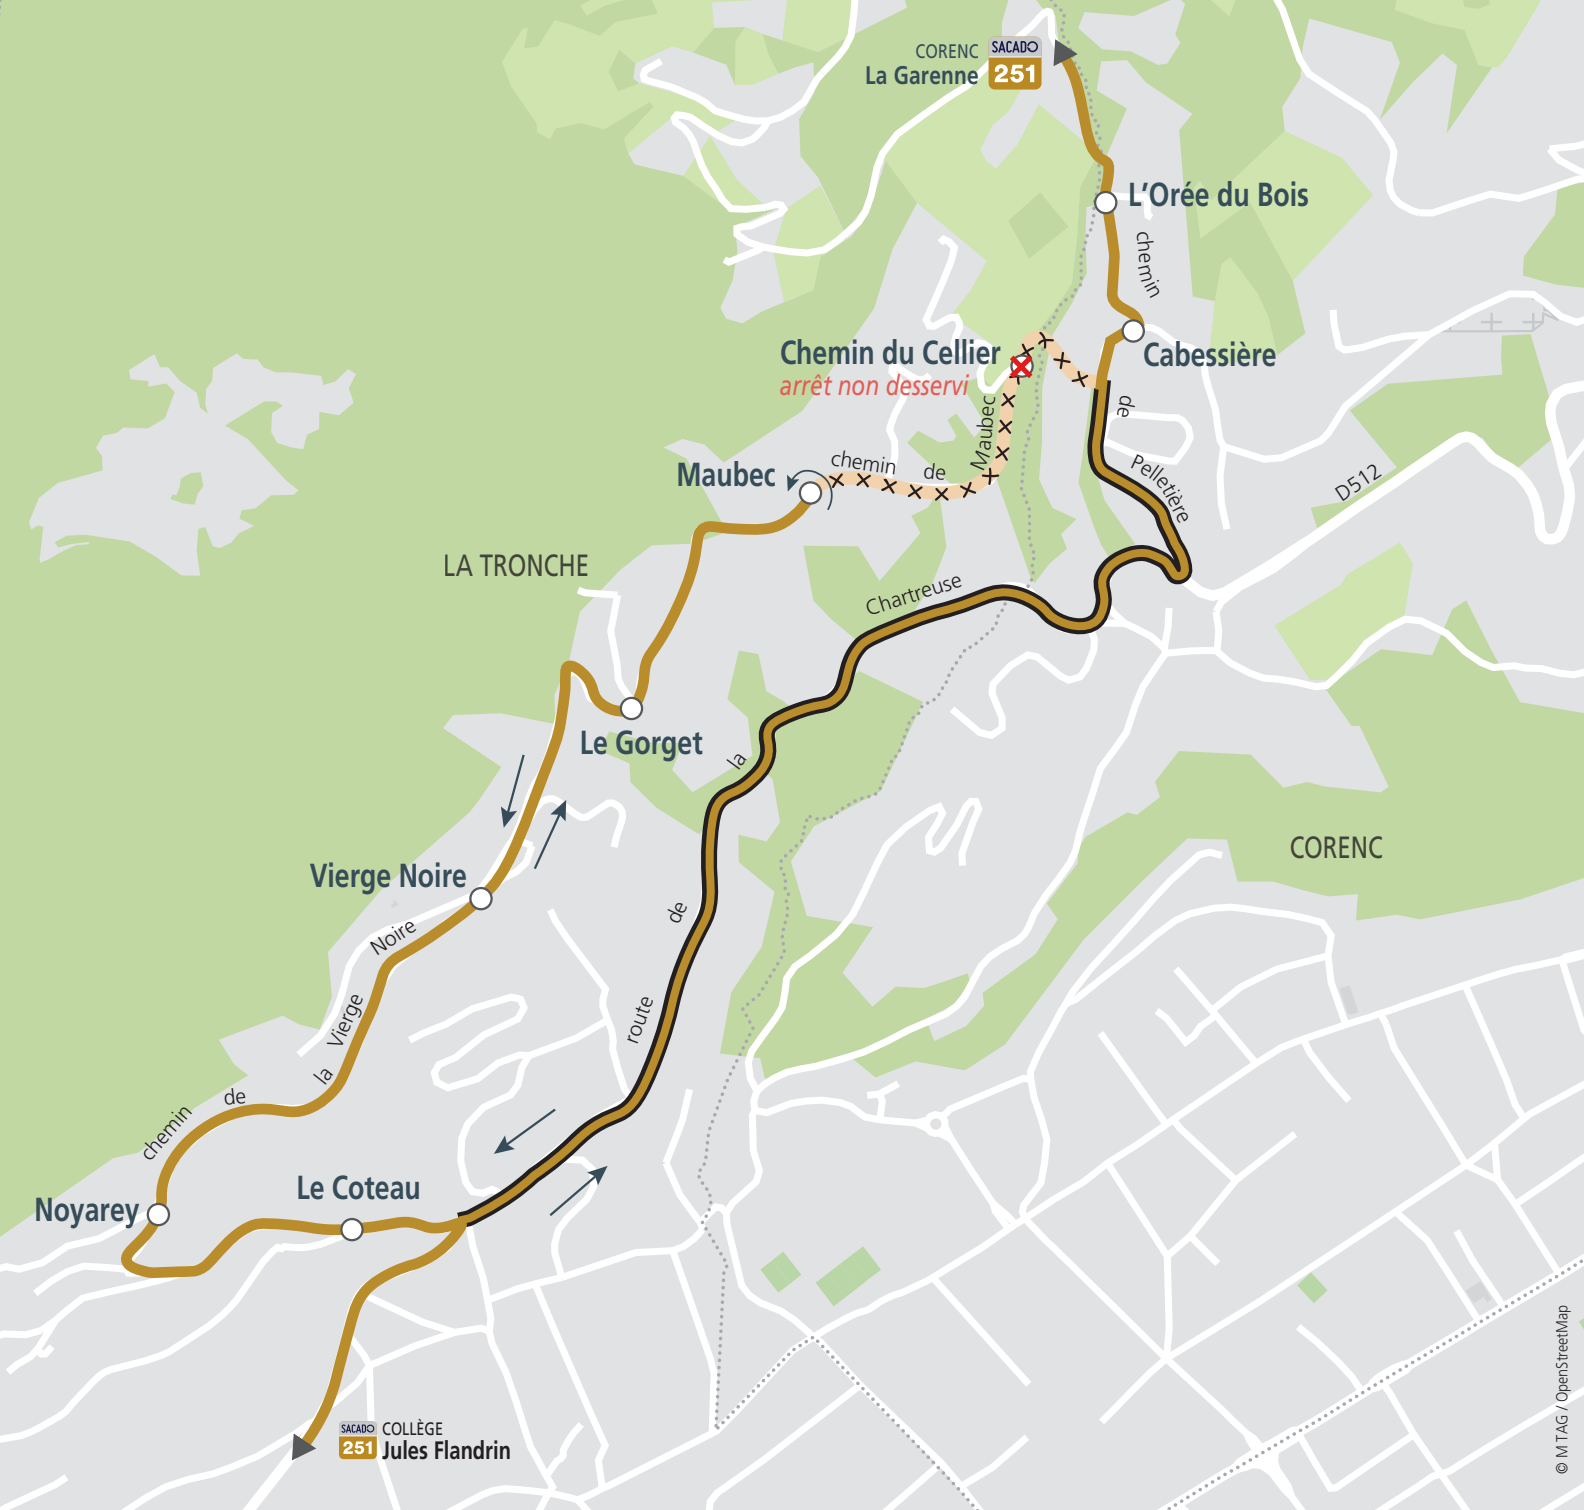 CORENC
La Garenne
SACADO
251
L'Orée du Bois
chemin
Cabessière
Chemin du Cellier
arrêt non desservi
de
Maubec
Pelletière
D512
Maubec
chemin de
LA TRONCHE
Chartreuse
Le Gorget
la
CORENC
Vierge Noire
de
Noire
Vierge
route
la
de
chemin
Le Coteau
Noyarey
SACADO
251
COLLÈGE
Jules Flandrin
© M TAG / OpenStreetMap